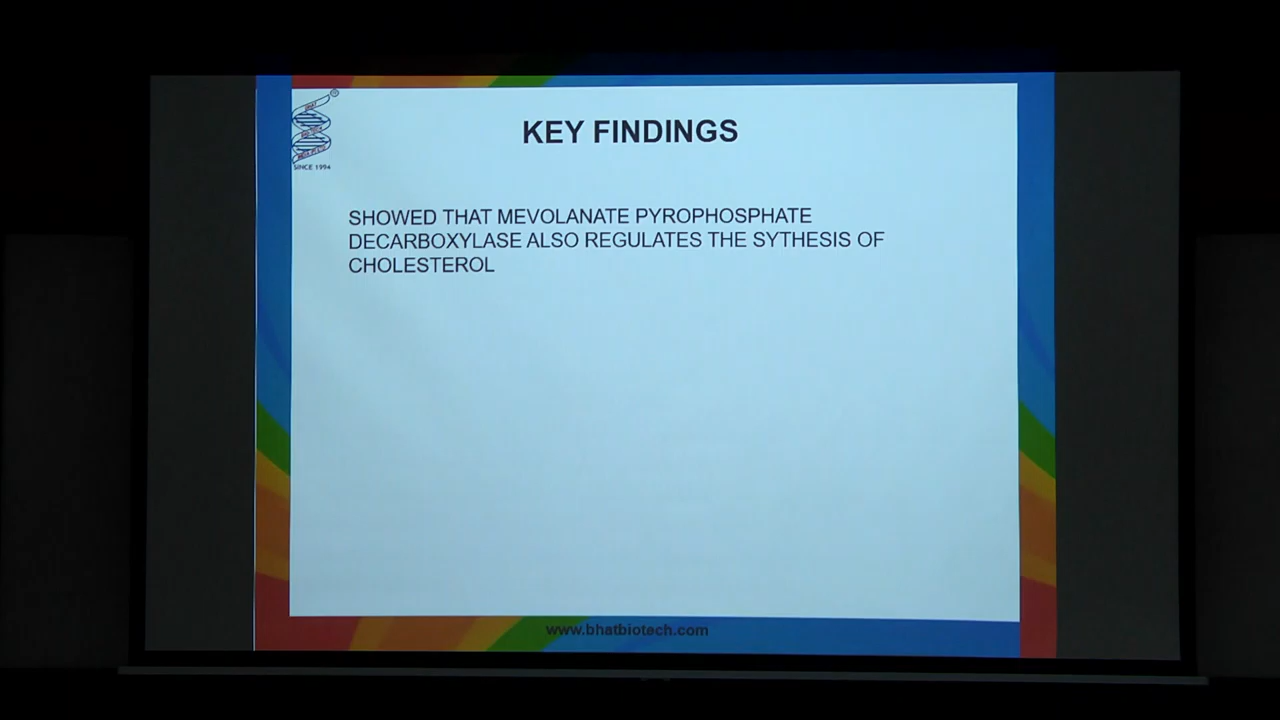 KEY FINDINGS
SINCE 1994
SHOWED THAT MEVOLANATE PYROPHOSPHATE
DECARBOXYLASE ALSO REGULATES THE SYTHESIS OF
CHOLESTEROL
www.bhatbiotech.com